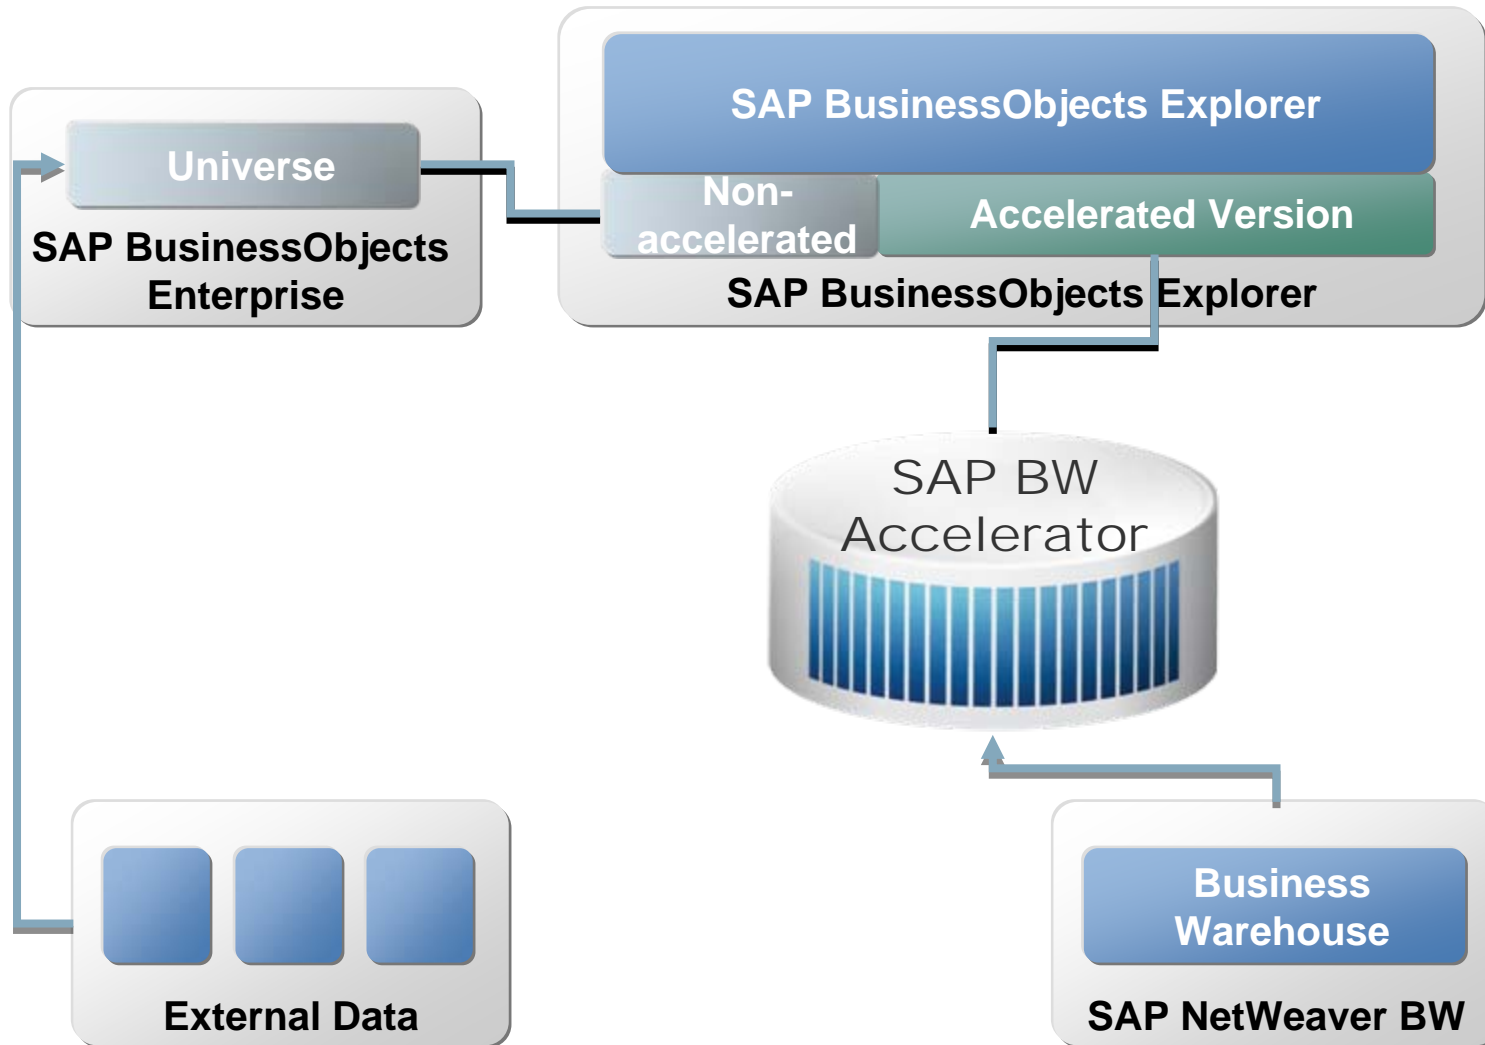 SAP BusinessObjects Explorer
Universe
Non-
accelerated
Accelerated Version
SAP BusinessObjects
Enterprise
SAP BusinessObjects Explorer
SAP BW
Accelerator
Business
Warehouse
External Data
SAP NetWeaver BW